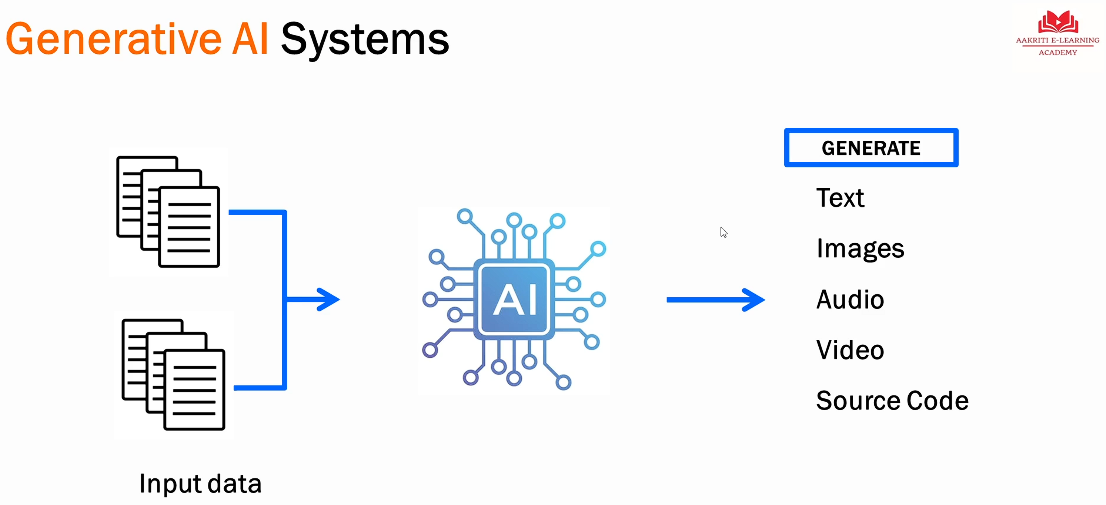 Generative AI Systems
AAKRITI E-LEARNING
ACADEMY
GENERATE
Text
Images
Audio
Video
Source Code
AI
Input data